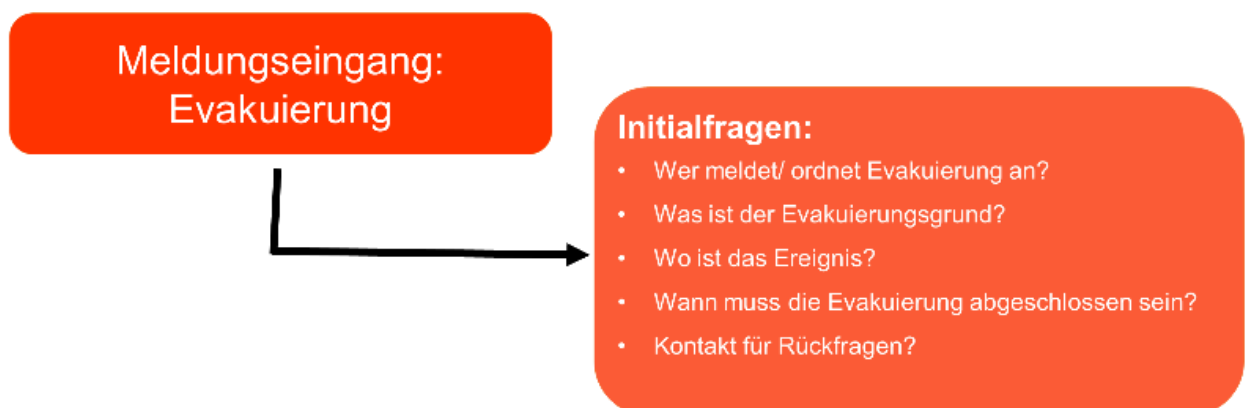 Meldungseingang:
Evakuierung
Initialfragen:
• Wer meldet/ ordnet Evakuierung an?
• Was ist der Evakuierungsgrund?
• Wo ist das Ereignis?
• Wann muss die Evakuierung abgeschlossen sein?
• Kontakt für Rückfragen?